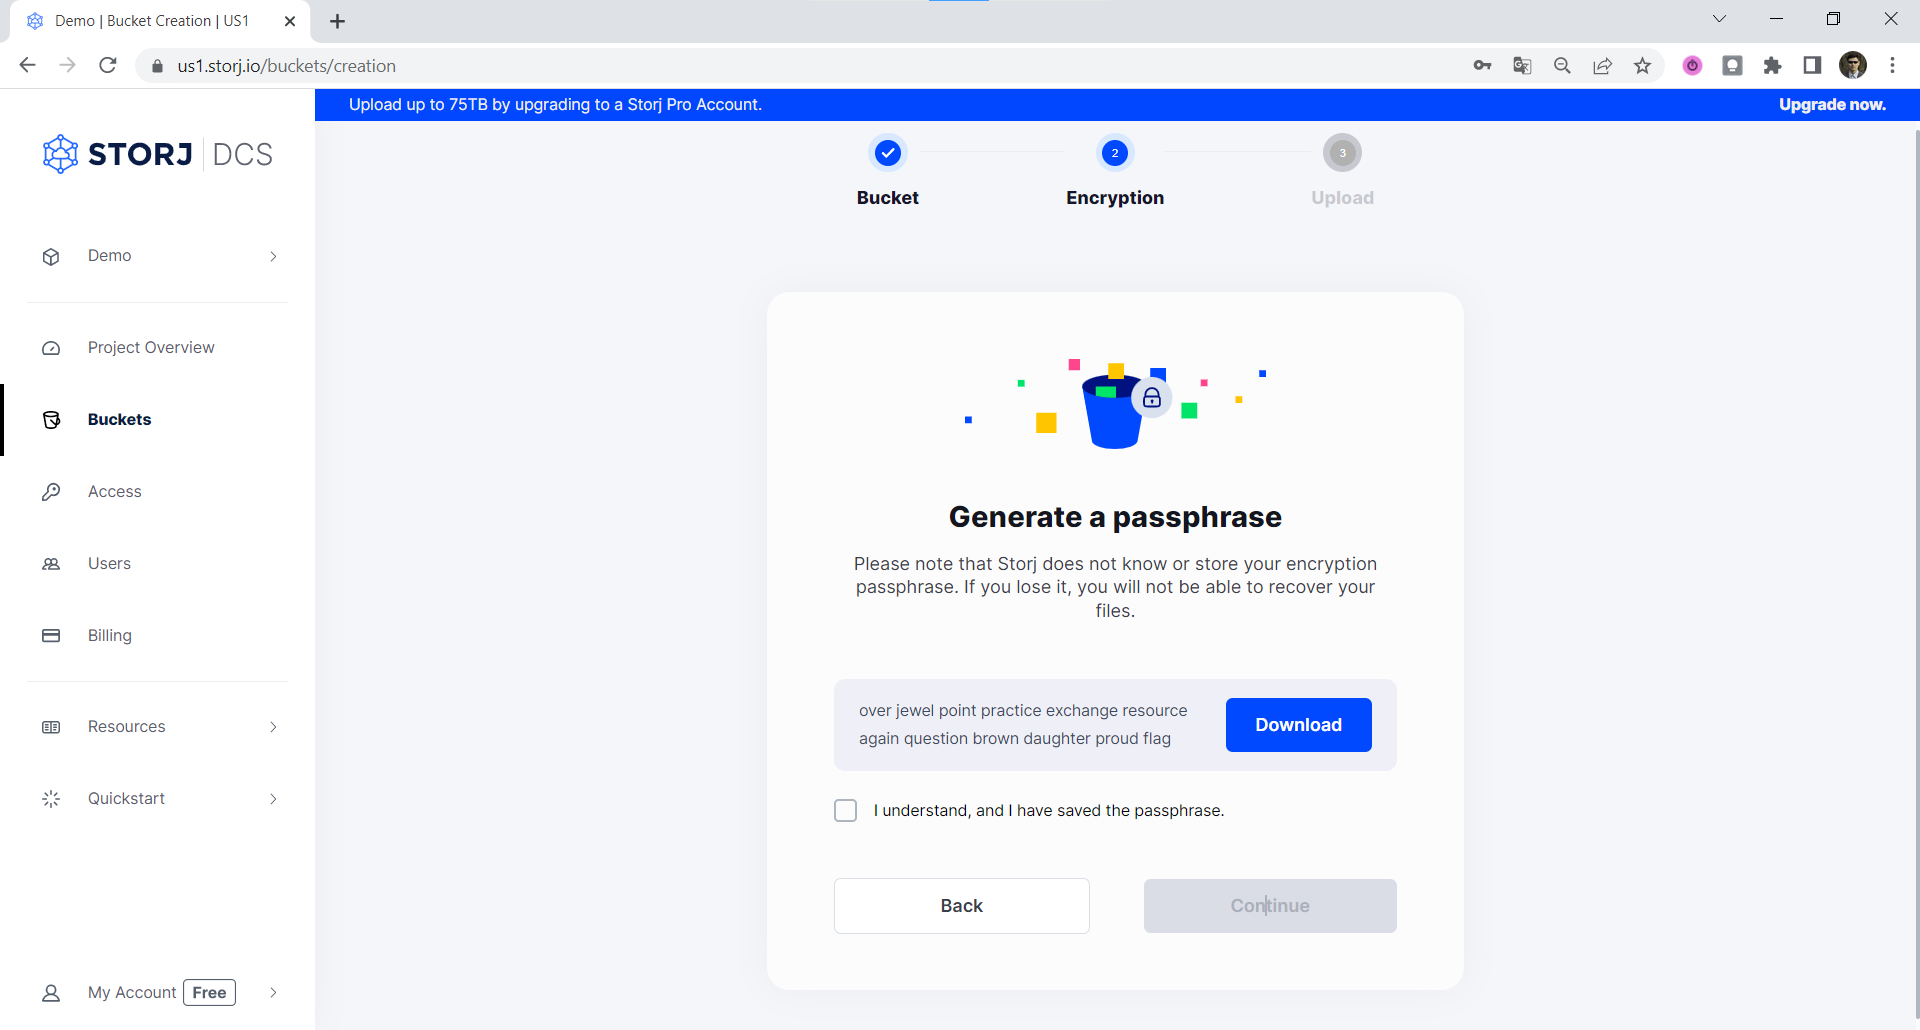 Demo | Bucket Creation | US1
us1.storj.io/buckets/creation
Upload up to 75TB by upgrading to a Storj Pro Account.
Upgrade now.
STORJ DCS
2
3
Bucket
Encryption
Upload
Demo
Project Overview
Buckets
Access
Users
Billing
Resources
Quickstart
My Account Free
Generate a passphrase
Please note that Storj does not know or store your encryption
passphrase. If you lose it, you will not be able to recover your
files.
over jewel point practice exchange resource
again question brown daughter proud flag
Download
I understand, and I have saved the passphrase.
Back
Continue